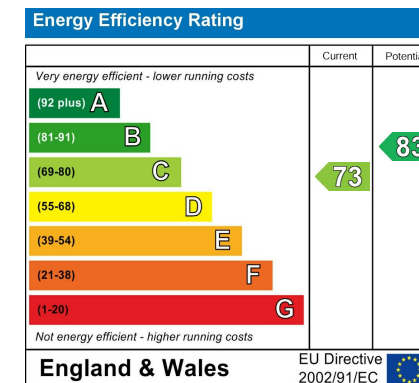 Energy Efficiency Rating
Current Potentia
Very energy efficient - lower running costs
(92 plus) A
(81-91) B
(69-80) C
(55-68) D
(39-54) E
(21-38) F
(1-20) G
73
83
Not energy efficient - higher running costs
England & Wales
EU Directive
2002/91/EC